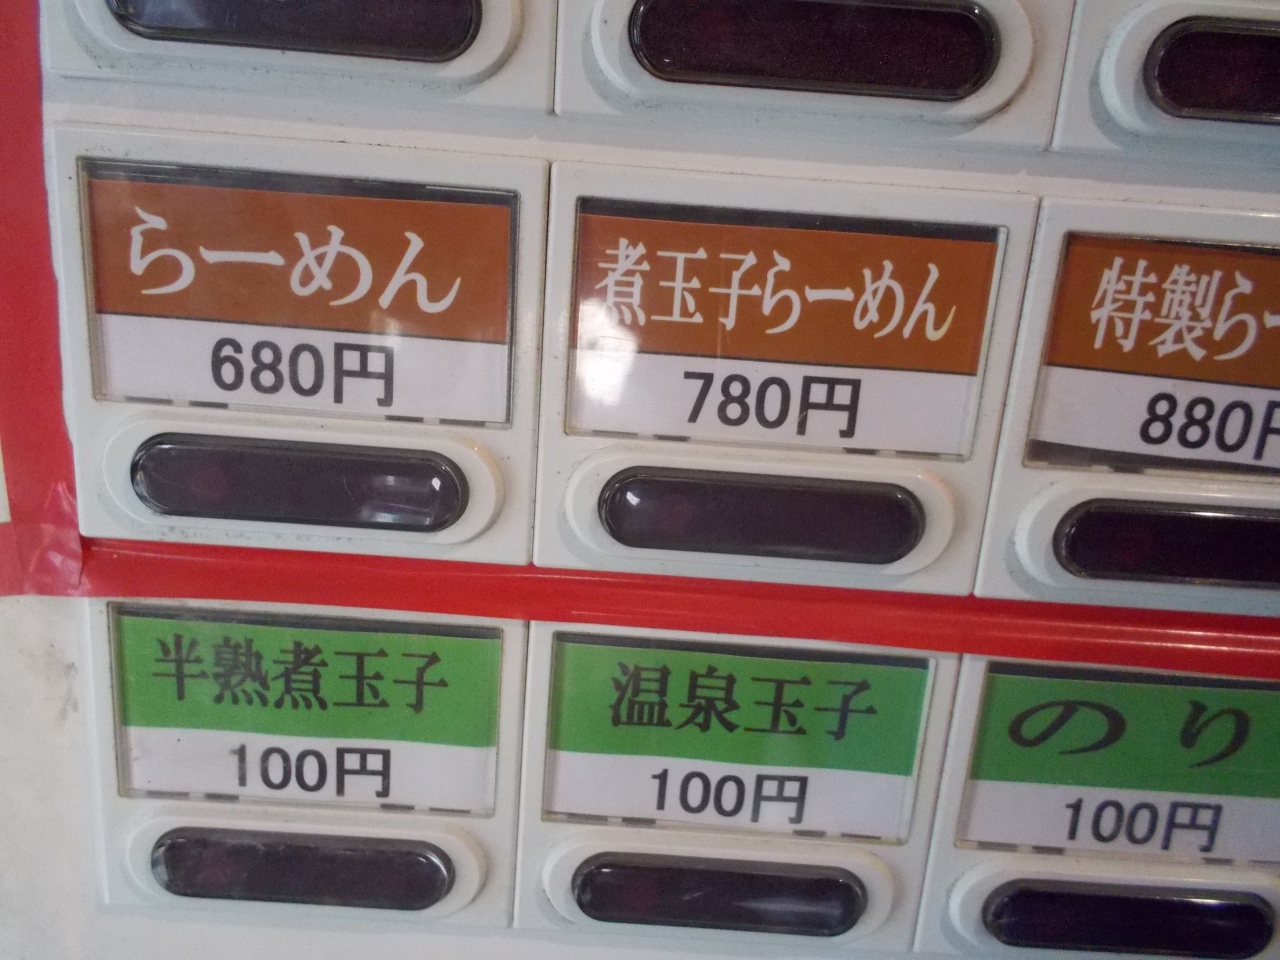 らーめん
680円
煮玉子らーめん
780円
特製らー
880円
半熟煮玉子
100円
温泉玉子
100円
のり
100円